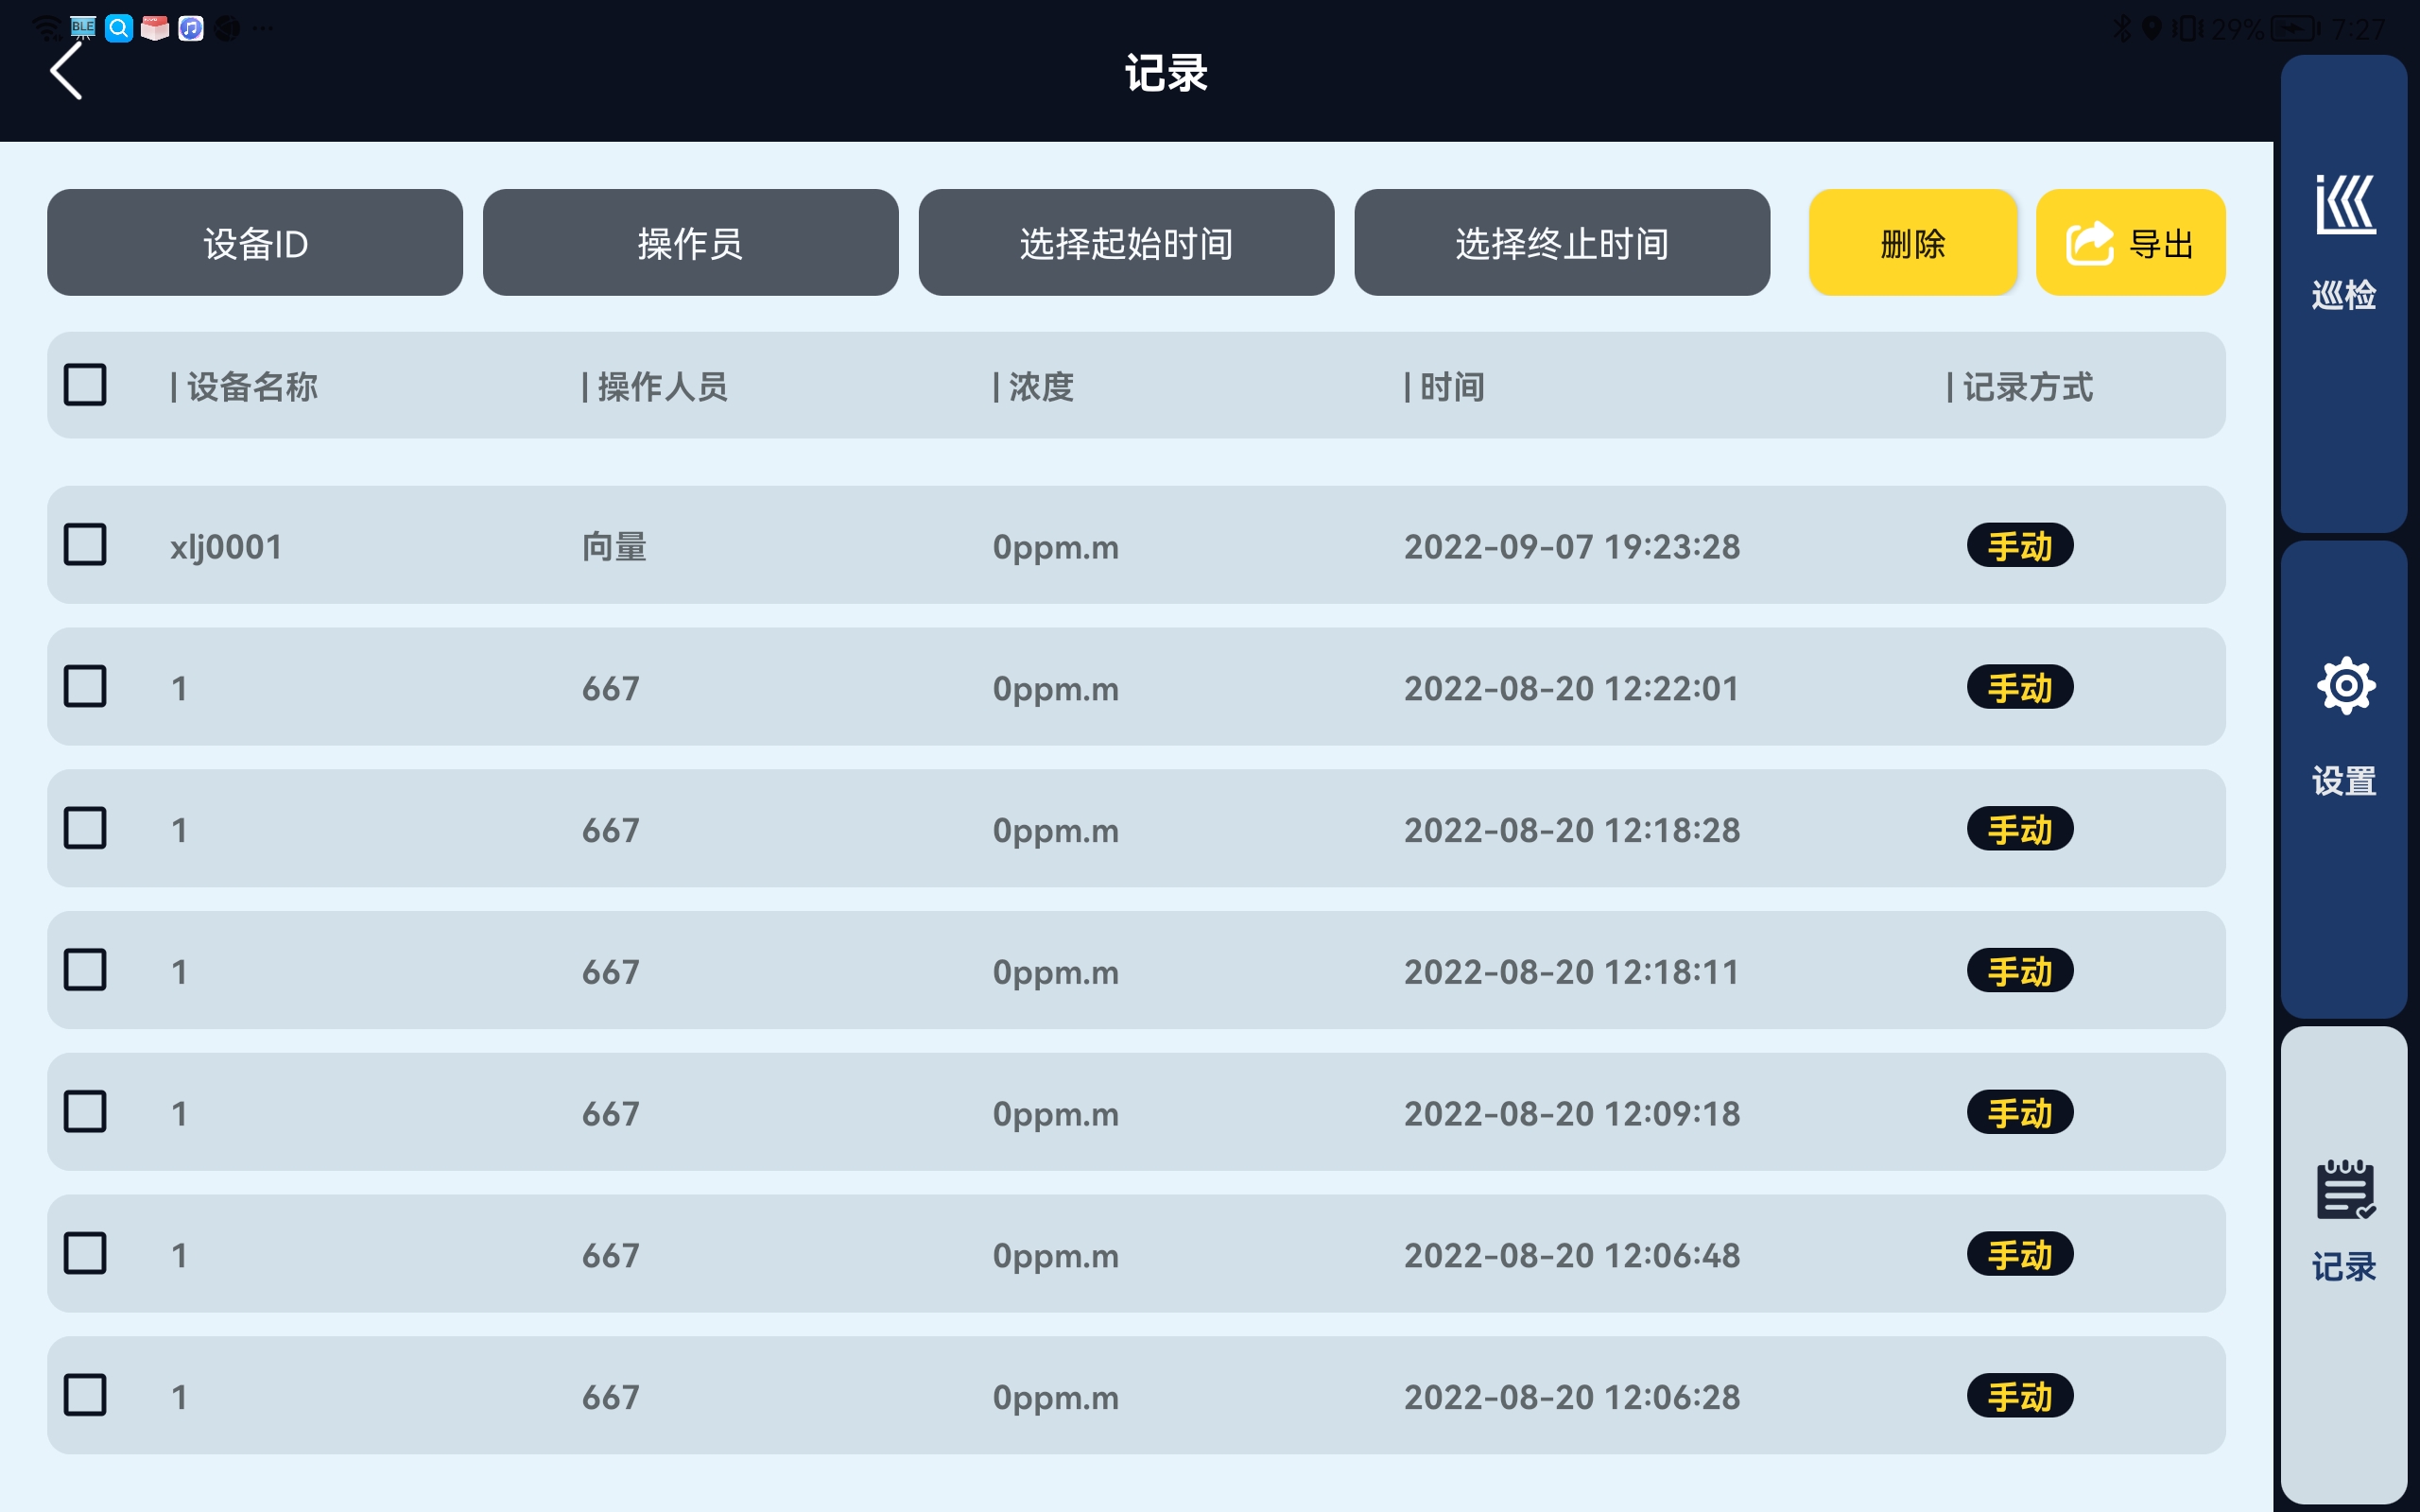 BLE 29% 7:27
记录
设备ID 操作员 选择起始时间 选择终止时间 删除 导出
| 设备名称 | 操作人员 | 浓度 | 时间 | 记录方式
xlj0001 向量 0ppm.m 2022-09-07 19:23:28 手动
1 667 0ppm.m 2022-08-20 12:22:01 手动
1 667 0ppm.m 2022-08-20 12:18:28 手动
1 667 0ppm.m 2022-08-20 12:18:11 手动
1 667 0ppm.m 2022-08-20 12:09:18 手动
1 667 0ppm.m 2022-08-20 12:06:48 手动
1 667 0ppm.m 2022-08-20 12:06:28 手动
巡检
设置
记录